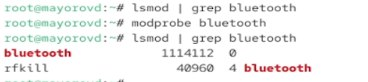 root@mayorovd:~# lsmod | grep bluetooth
root@mayorovd:~# modprobe bluetooth
root@mayorovd:~# lsmod | grep bluetooth
bluetooth 1114112 0
rfkill 40960 4 bluetooth